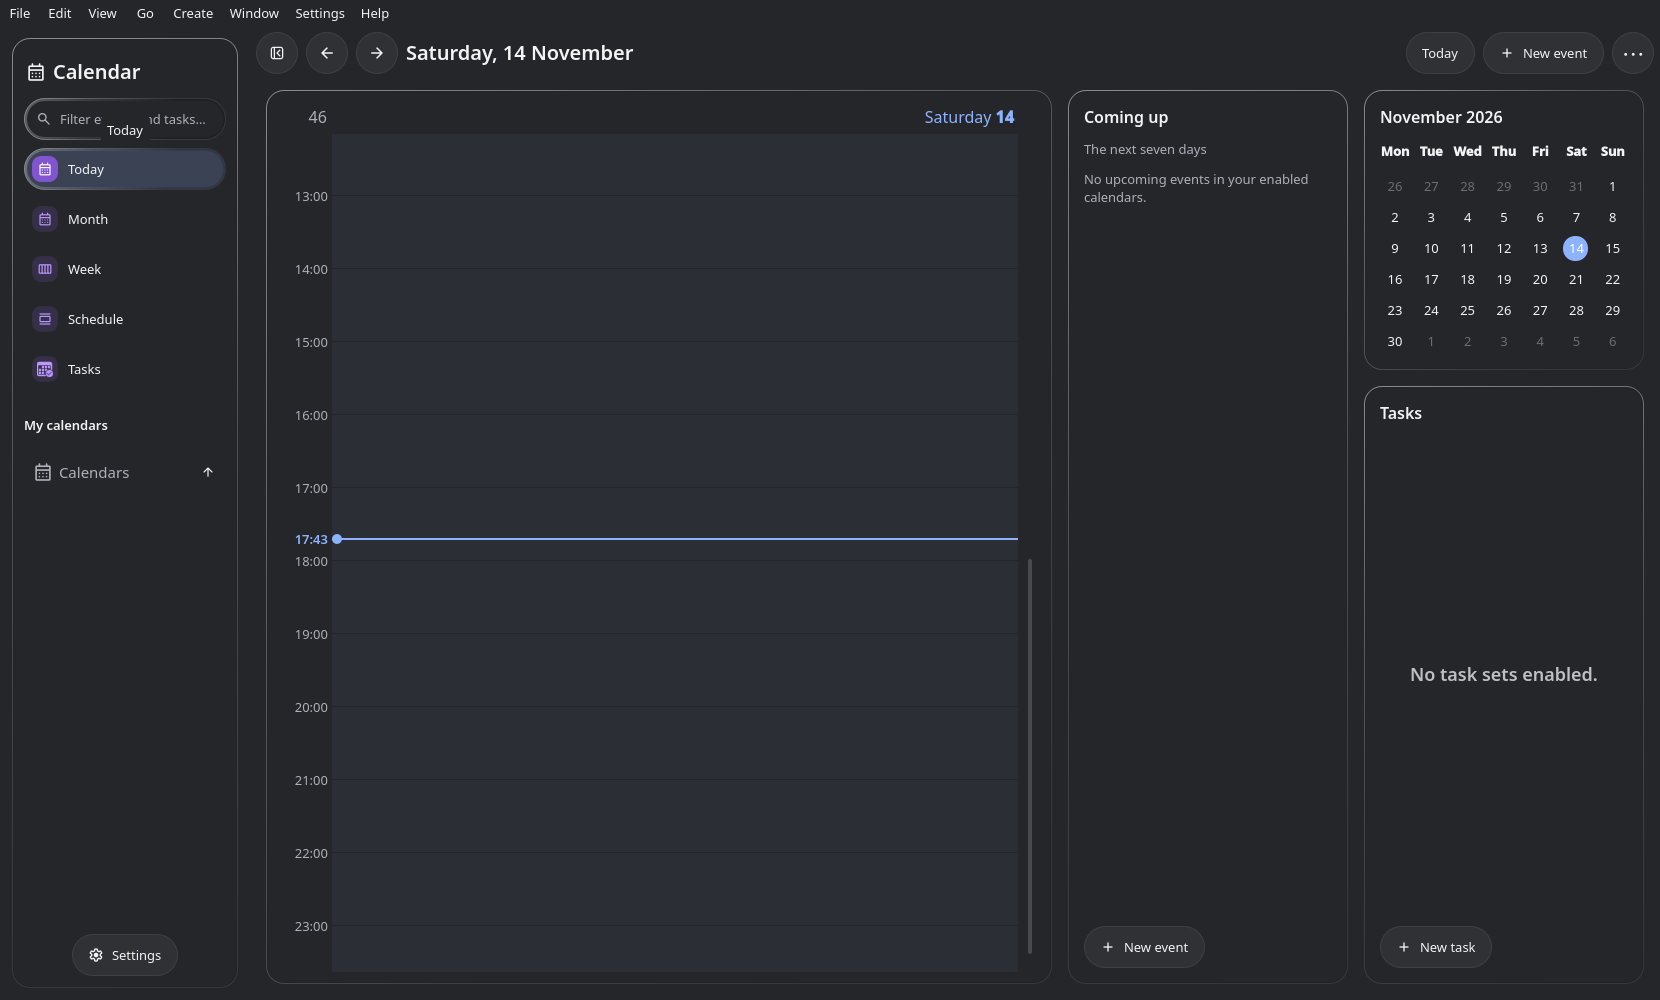 File Edit View Go Create Window Settings Help
Calendar
Filter e nd tasks...
Today
Today
Month
Week
Schedule
Tasks
My calendars
Calendars
Settings
Saturday, 14 November
Today
New event
46 Saturday 14
13:00
14:00
15:00
16:00
17:00
17:43
18:00
19:00
20:00
21:00
22:00
23:00
Coming up
The next seven days
No upcoming events in your enabled
calendars.
New event
November 2026
Mon Tue Wed Thu Fri Sat Sun
26 27 28 29 30 31 1
2 3 4 5 6 7 8
9 10 11 12 13 14 15
16 17 18 19 20 21 22
23 24 25 26 27 28 29
30 1 2 3 4 5 6
Tasks
No task sets enabled.
New task